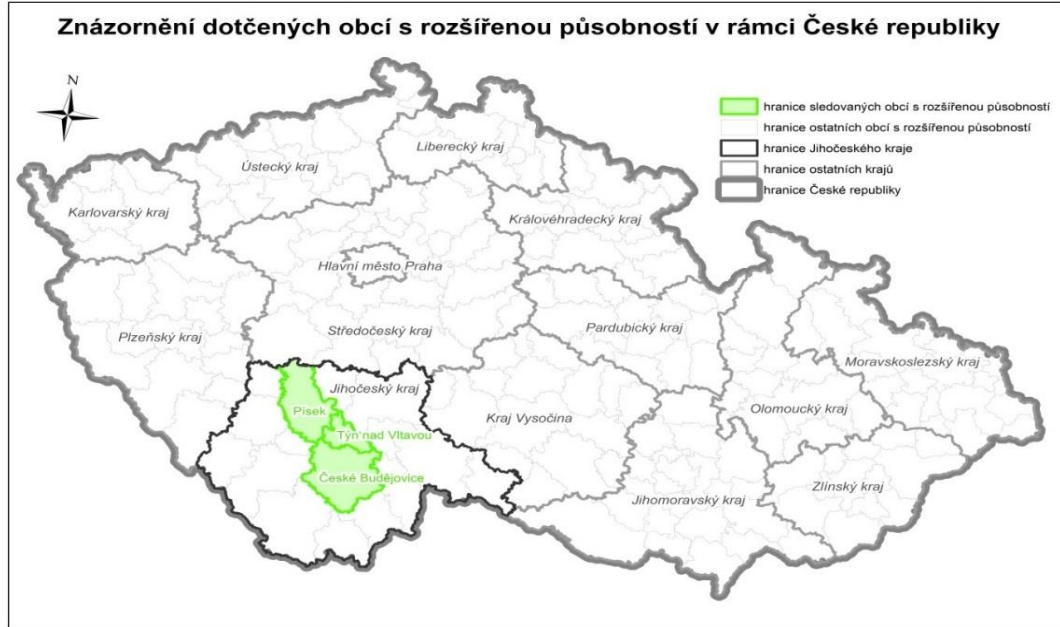 Znázornění dotčených obcí s rozšířenou působností v rámci České republiky
N
hranice sledovaných obcí s rozšířenou působností
hranice ostatních obcí s rozšířenou působností
hranice Jihočeského kraje
hranice ostatních krajů
hranice České republiky
Liberecký kraj
Ústecký kraj
Karlovarský kraj
Královéhradecký kraj
Hlavní město Praha
Plzeňský kraj
Středočeský kraj
Pardubický kraj
Moravskoslezský kraj
Jihočeský kraj
Olomoucký kraj
Písek
Kraj Vysočina
Týn nad Vltavou
České Budějovice
Zlínský kraj
Jihomoravský kraj